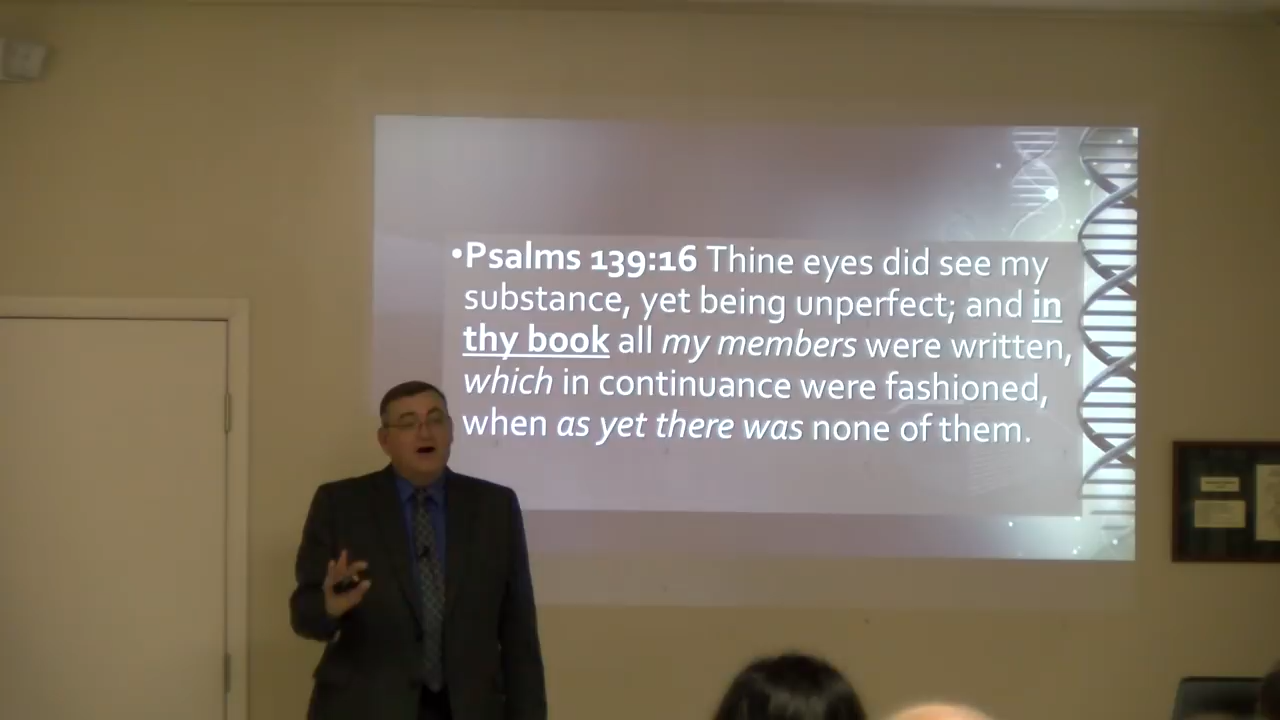 •Psalms 139:16 Thine eyes did see my
substance, yet being unperfect; and in
thy book all my members were written,
which in continuance were fashioned,
when as yet there was none of them.